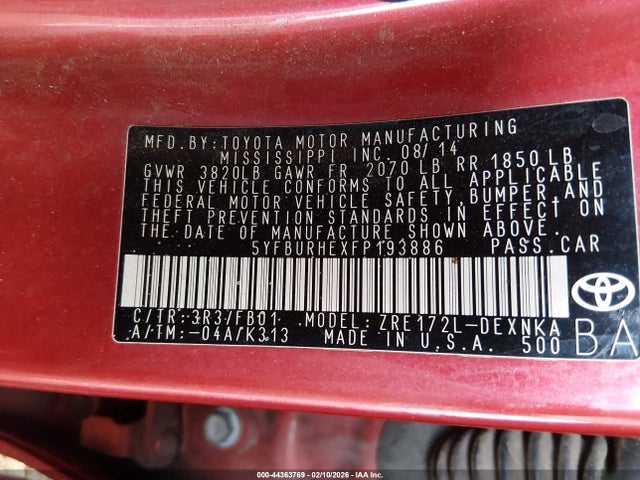 MFD.BY:TOYOTA MOTOR MANUFACTURING
MISSISSIPPI INC. 08/14
GVWR 3820LB GAWR FR 2070 LB RR 1850LB
THIS VEHICLE CONFORMS TO ALL APPLICABLE
FEDERAL MOTOR VEHICLE SAFETY,BUMPER,AND
THEFT PREVENTION STANDARDS IN EFFECT ON
THE DATE OF MANUFACTURE SHOWN ABOVE.
5YFBURHEXFP193886 PASS.CAR
C/TR:3R3/FB01 MODEL:ZRE172L-DEXNKA
A/TM:-04A/K313 MADE IN U.S.A. 500
BA
000-44363769 - 02/10/2026 - IAA Inc.